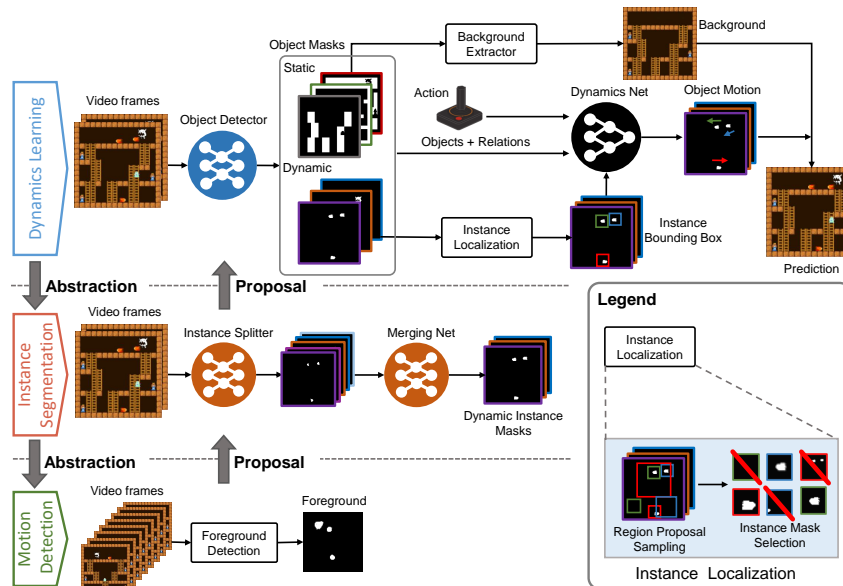 Object Masks
Background
Extractor
Background
Static
Video frames
Object Detector
Action
Dynamics Net
Object Motion
Objects + Relations
Dynamics Learning
Dynamic
Instance
Localization
Instance
Bounding Box
Prediction
Abstraction
Proposal
Legend
Video frames
Instance Splitter
Merging Net
Instance
Localization
Instance
Segmentation
Dynamic Instance
Masks
Abstraction
Proposal
Video frames
Foreground
Motion
Detection
Foreground
Detection
Region Proposal
Sampling
Instance Mask
Selection
Instance Localization